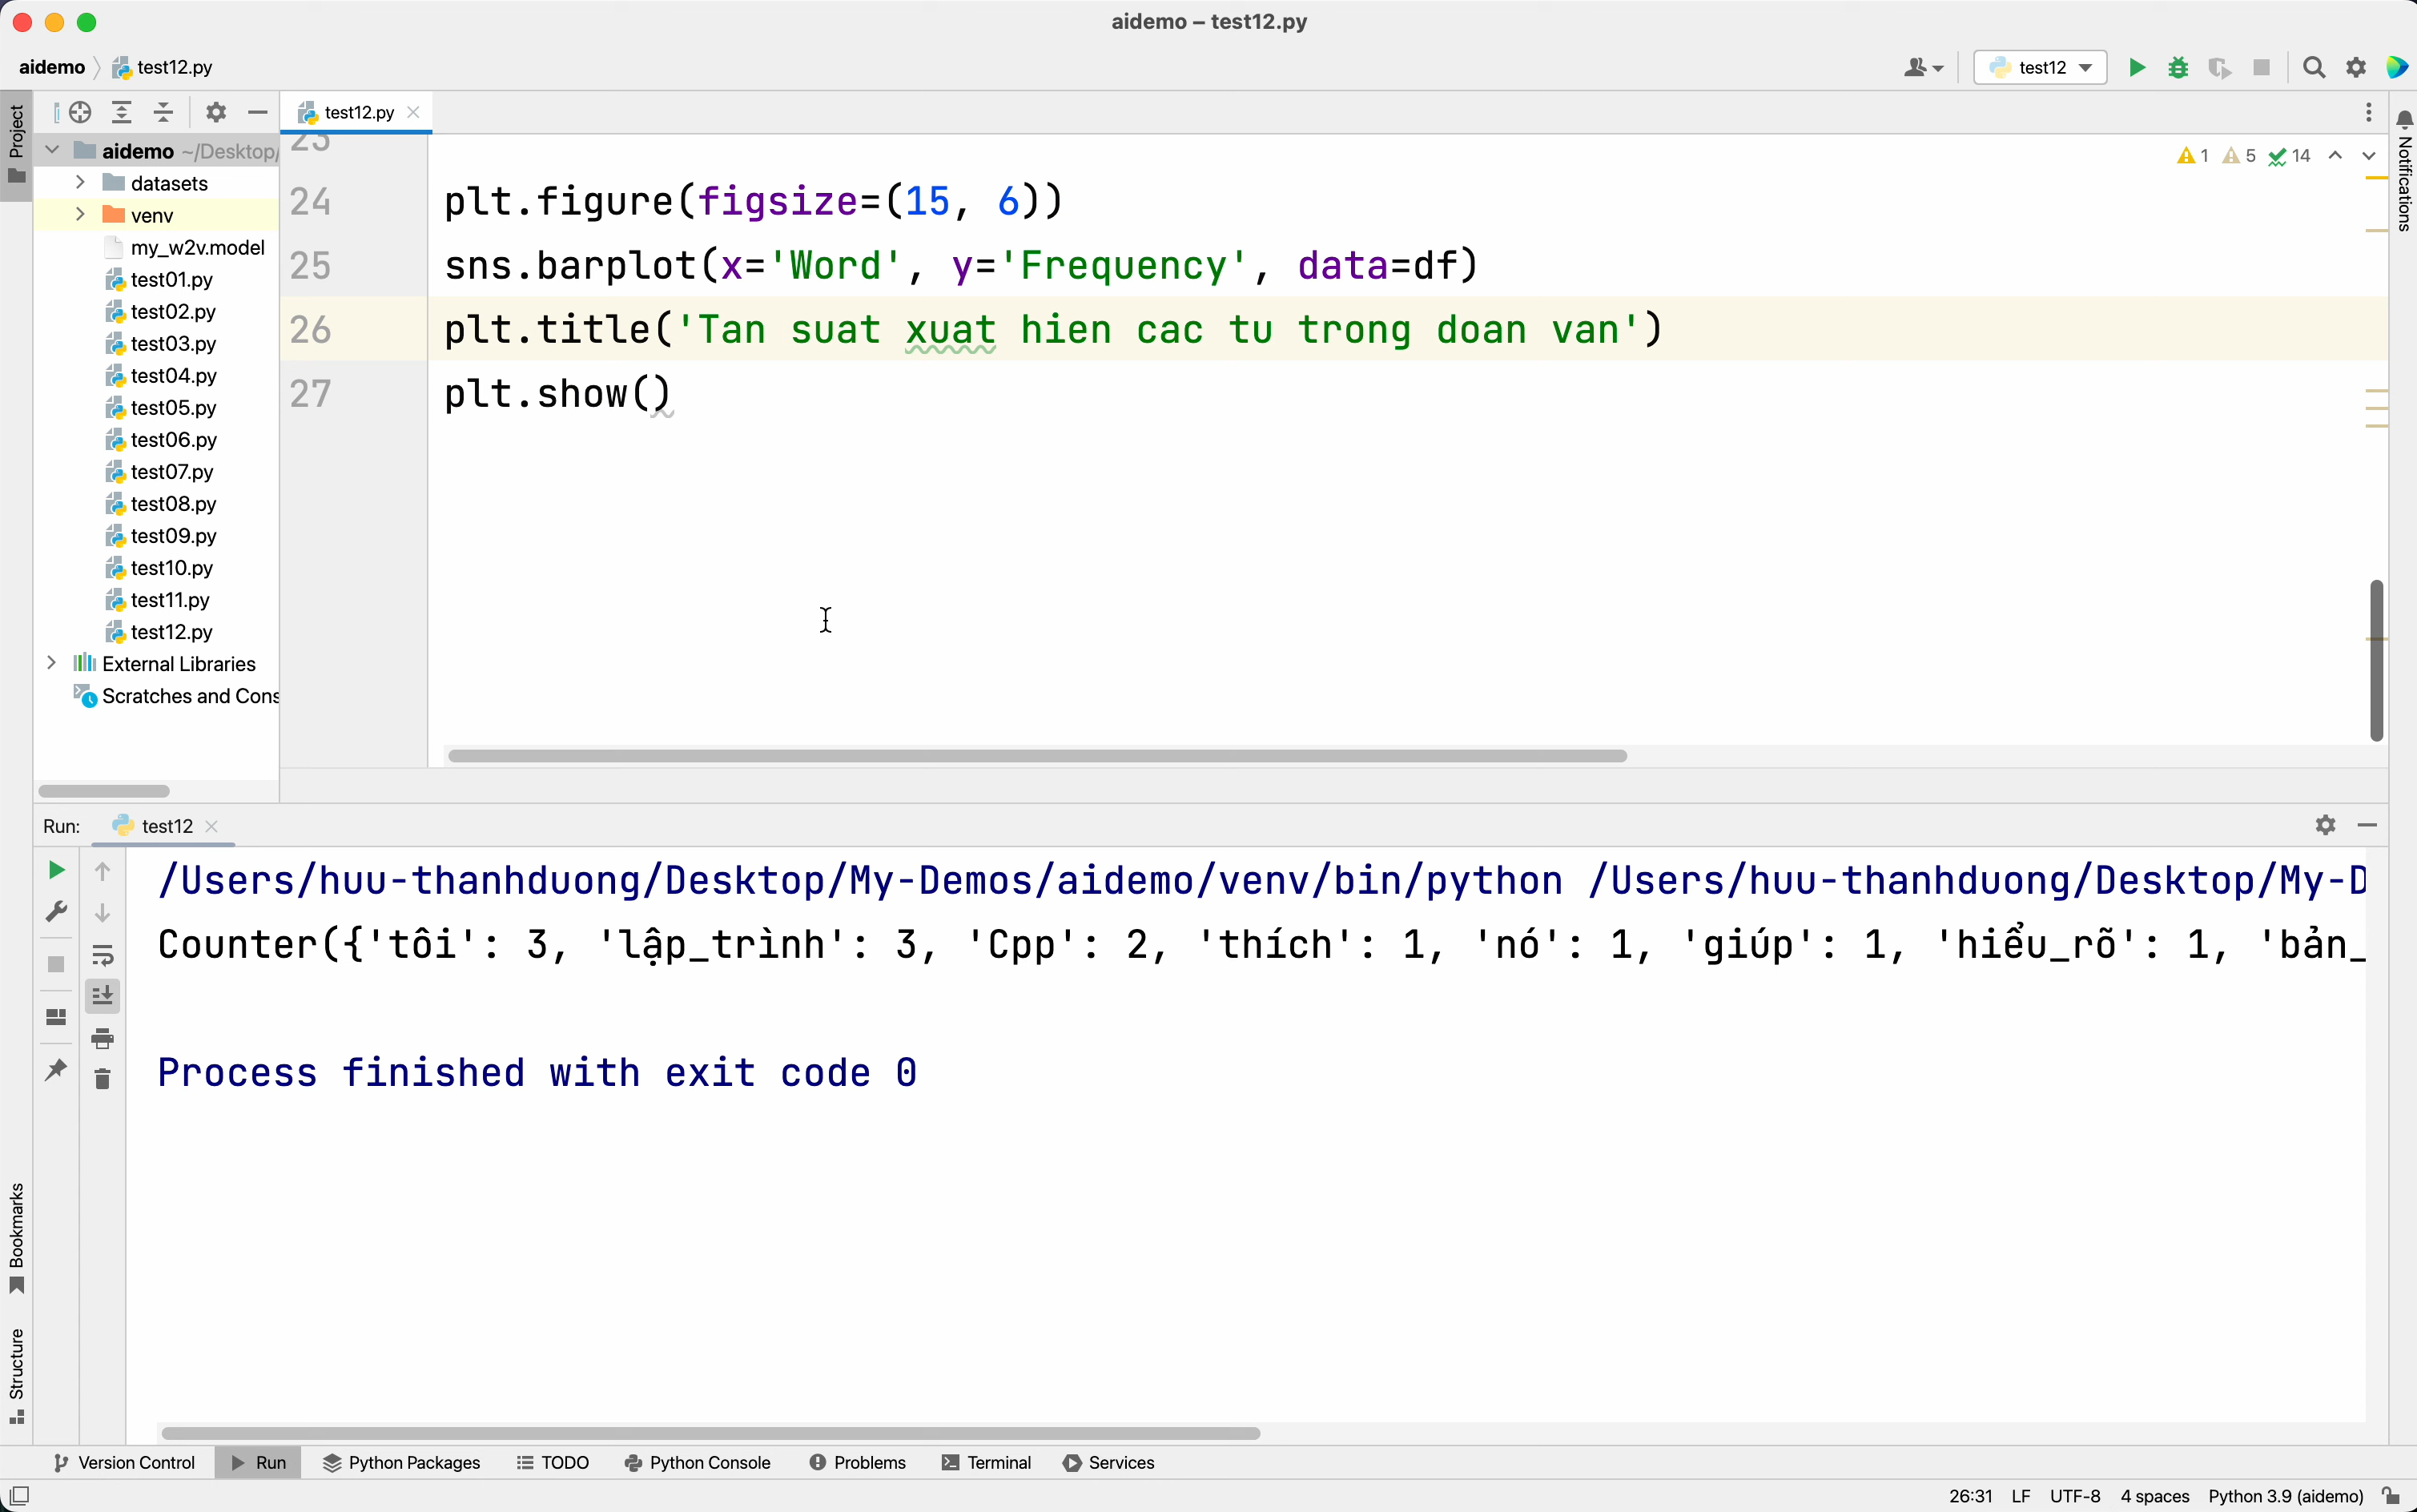 aidemo – test12.py
aidemo test12.py
test12
Project
test12.py
aidemo ~/Desktop/
datasets
venv
my_w2v.model
test01.py
test02.py
test03.py
test04.py
test05.py
test06.py
test07.py
test08.py
test09.py
test10.py
test11.py
test12.py
External Libraries
Scratches and Cons
23
24 plt.figure(figsize=(15, 6))
25 sns.barplot(x='Word', y='Frequency', data=df)
26 plt.title('Tan suat xuat hien cac tu trong doan van')
27 plt.show()
1 5 14
Notifications
Run: test12
/Users/huu-thanhduong/Desktop/My-Demos/aidemo/venv/bin/python /Users/huu-thanhduong/Desktop/My-D
Counter({'tôi': 3, 'lập_trình': 3, 'Cpp': 2, 'thích': 1, 'nó': 1, 'giúp': 1, 'hiểu_rõ': 1, 'bản_
Process finished with exit code 0
Bookmarks
Structure
Version Control Run Python Packages TODO Python Console Problems Terminal Services
26:31 LF UTF-8 4 spaces Python 3.9 (aidemo)